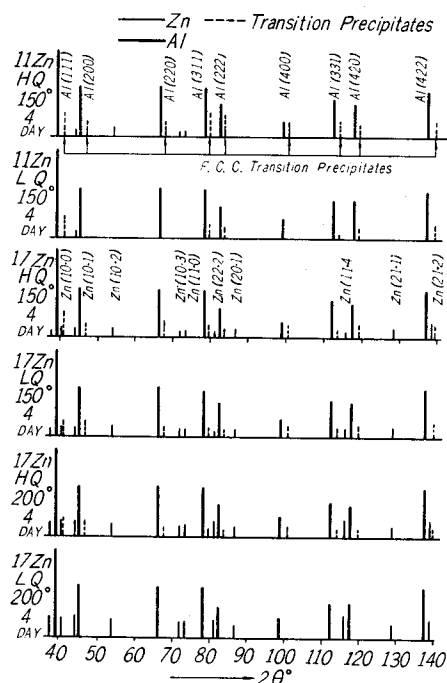 Zn Transition Precipitates
Al
11Zn HQ 150° 4 DAY
Al(111) Al(200) Al(220) Al(311) Al(222) Al(400) Al(331) Al(420) Al(422)
F. C. C. Transition Precipitates
11Zn LQ 150° 4 DAY
17Zn HQ 150° 4 DAY
Zn(10·0) Zn(10·1) Zn(10·2) Zn(10·3) Zn(11·0) Zn(22·2) Zn(20·1) Zn(11·4 Zn(21·1) Zn(21·2)
17Zn LQ 150° 4 DAY
17Zn HQ 200° 4 DAY
17Zn LQ 200° 4 DAY
40 50 60 70 80 90 100 110 120 130 140
2θ°